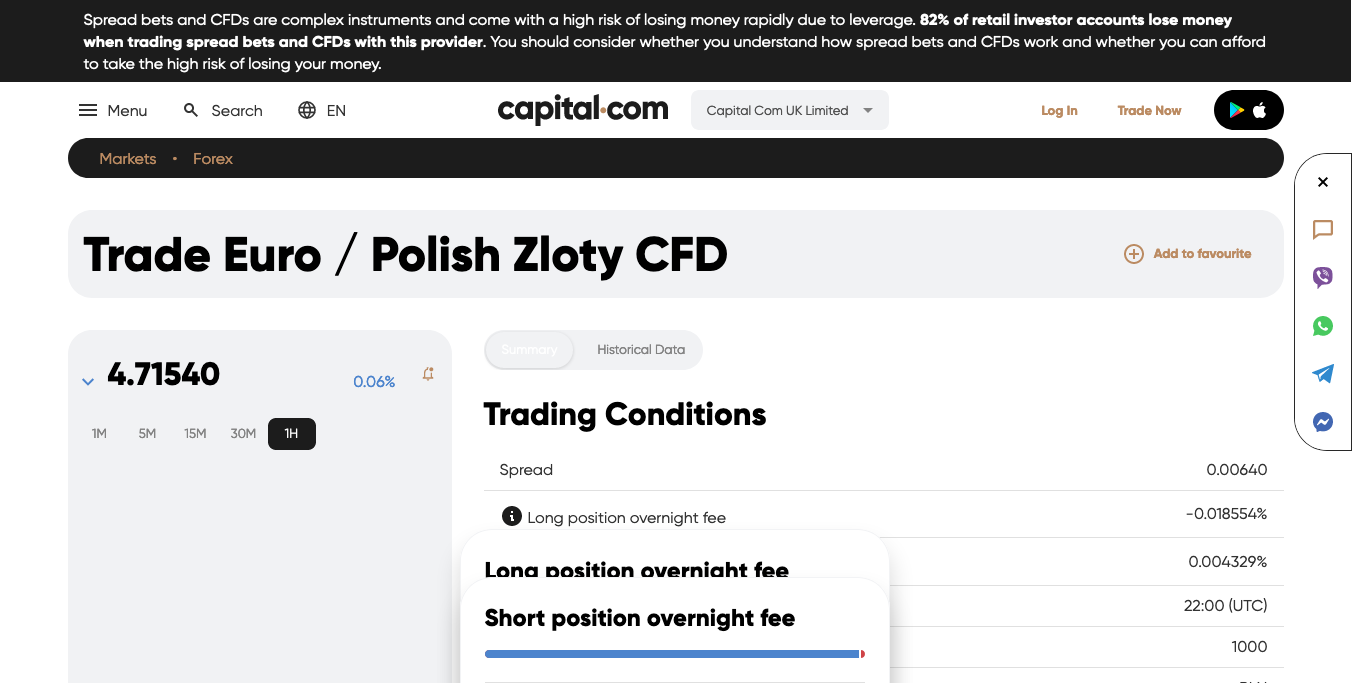 Spread bets and CFDs are complex instruments and come with a high risk of losing money rapidly due to leverage. 82% of retail investor accounts lose money
when trading spread bets and CFDs with this provider. You should consider whether you understand how spread bets and CFDs work and whether you can afford
to take the high risk of losing your money.
Menu Search EN capital.com Capital Com UK Limited Log In Trade Now
Markets • Forex
Trade Euro / Polish Zloty CFD Add to favourite
4.71540 0.06%
1M 5M 15M 30M 1H
Summary Historical Data
Trading Conditions
Spread 0.00640
Long position overnight fee -0.018554%
Long position overnight fee
0.004329%
Short position overnight fee
22:00 (UTC)
1000